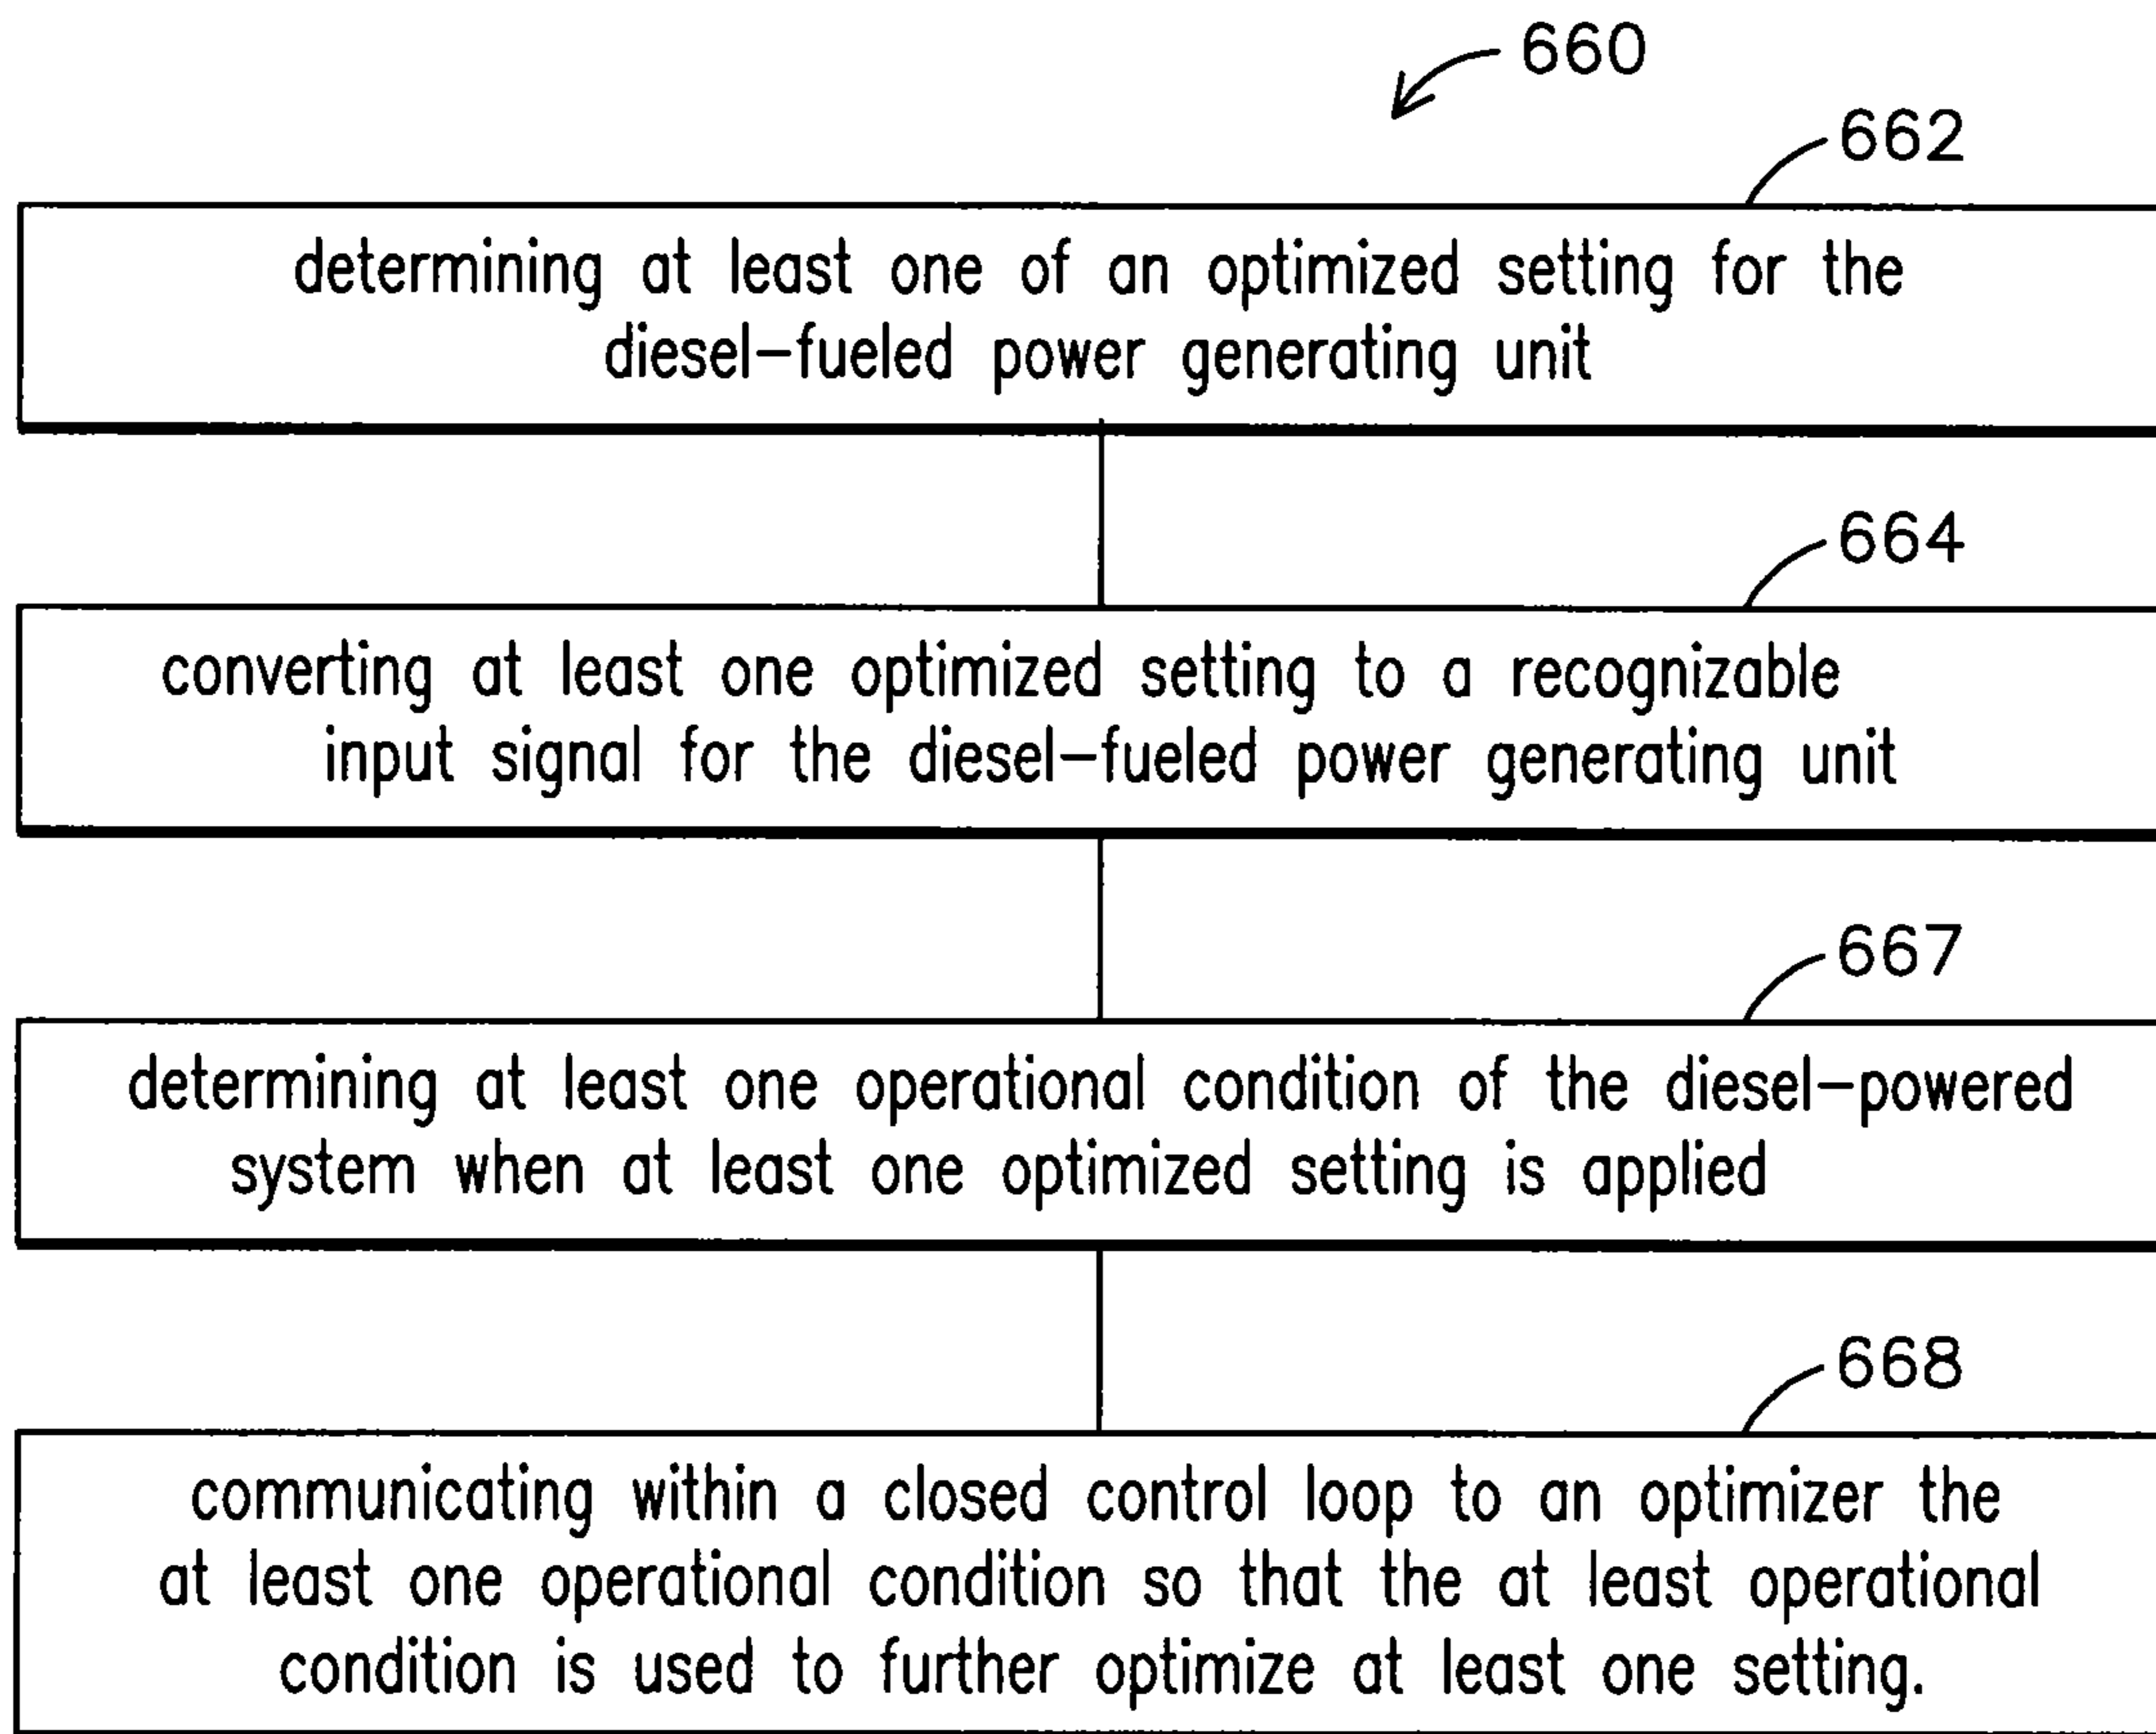 660
662
determining at least one of an optimized setting for the
diesel-fueled power generating unit
664
converting at least one optimized setting to a recognizable
input signal for the diesel-fueled power generating unit
667
determining at least one operational condition of the diesel-powered
system when at least one optimized setting is applied
668
communicating within a closed control loop to an optimizer the
at least one operational condition so that the at least operational
condition is used to further optimize at least one setting.